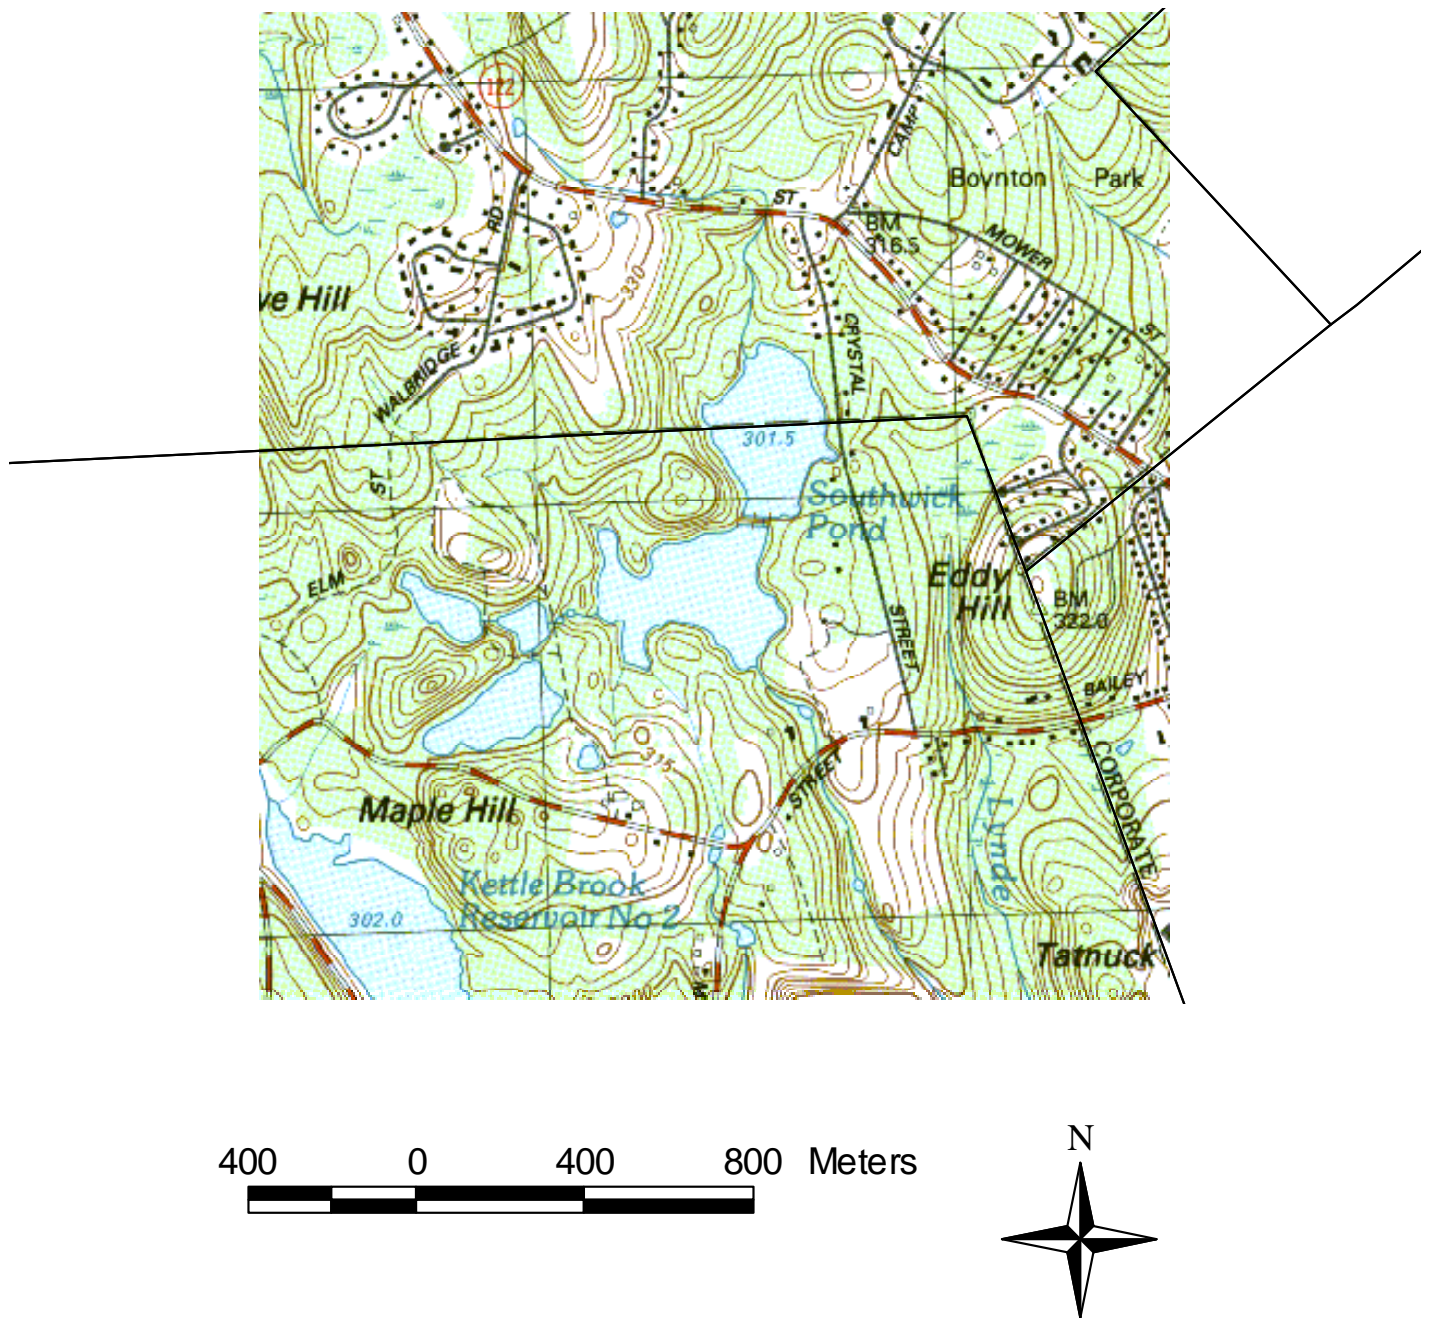 122
CAMP
Boynton Park
ST
BM
316.5
MOWER
RD
ve Hill
330
CRYSTAL
ST
WALBRIDGE
301.5
ST
Southwick
Pond
ELM
Eddy
Hill
BM
322.0
STREET
BAILEY
315
STREET
CORPORATE
Maple Hill
Lynde
Kettle Brook
Reservoir No 2
302.0
Tatnuck
400 0 400 800 Meters
N